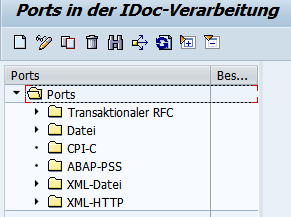 Ports in der IDoc-Verarbeitung
Ports Bes...
Ports
Transaktionaler RFC
Datei
CPI-C
ABAP-PSS
XML-Datei
XML-HTTP